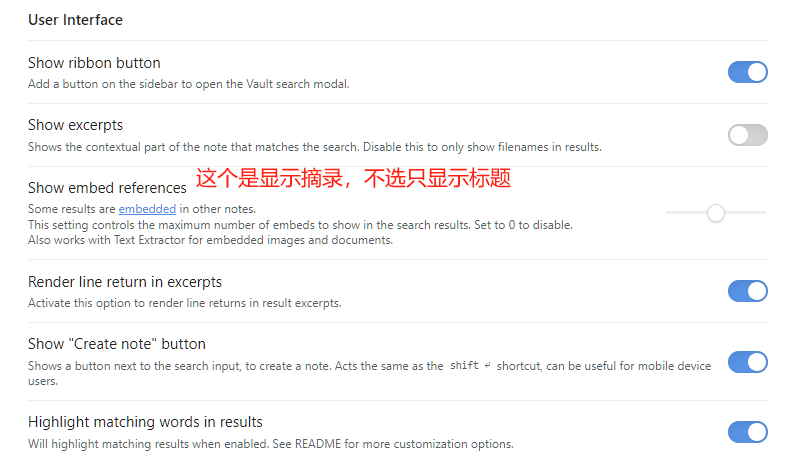 User Interface
Show ribbon button
Add a button on the sidebar to open the Vault search modal.
Show excerpts
Shows the contextual part of the note that matches the search. Disable this to only show filenames in results.
这个是显示摘录，不选只显示标题
Show embed references
Some results are embedded in other notes.
This setting controls the maximum number of embeds to show in the search results. Set to 0 to disable.
Also works with Text Extractor for embedded images and documents.
Render line return in excerpts
Activate this option to render line returns in result excerpts.
Show "Create note" button
Shows a button next to the search input, to create a note. Acts the same as the shift ↵ shortcut, can be useful for mobile device
users.
Highlight matching words in results
Will highlight matching results when enabled. See README for more customization options.